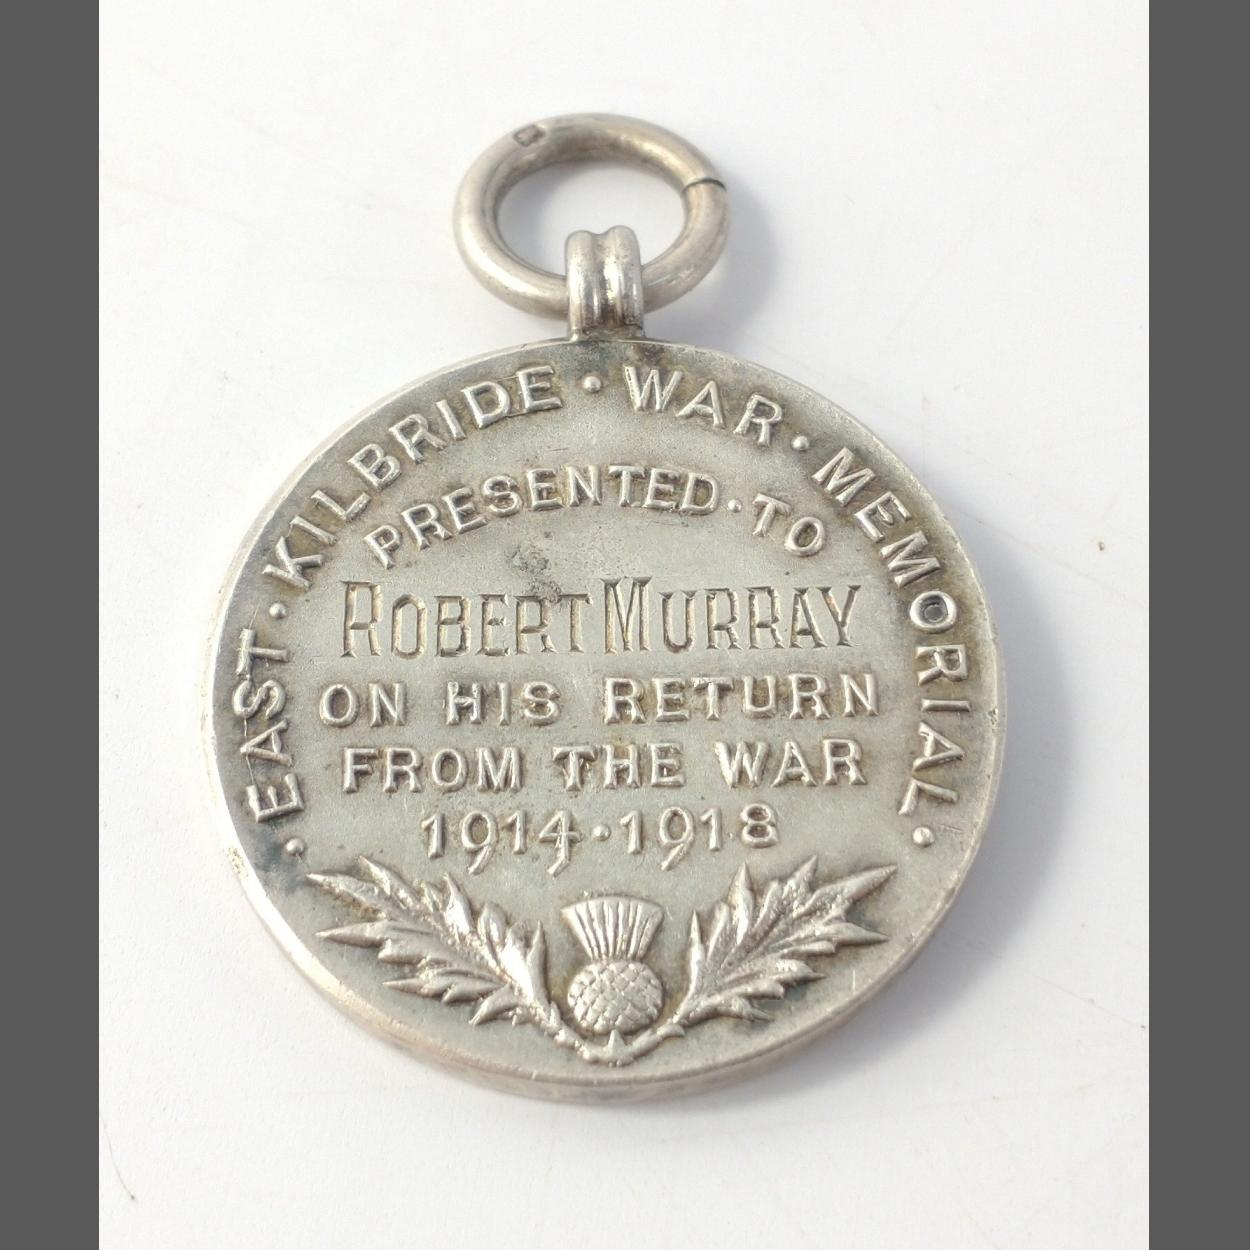 · EAST · KILBRIDE · WAR · MEMORIAL ·
PRESENTED · TO
ROBERT MURRAY
ON HIS RETURN
FROM THE WAR
1914 · 1918